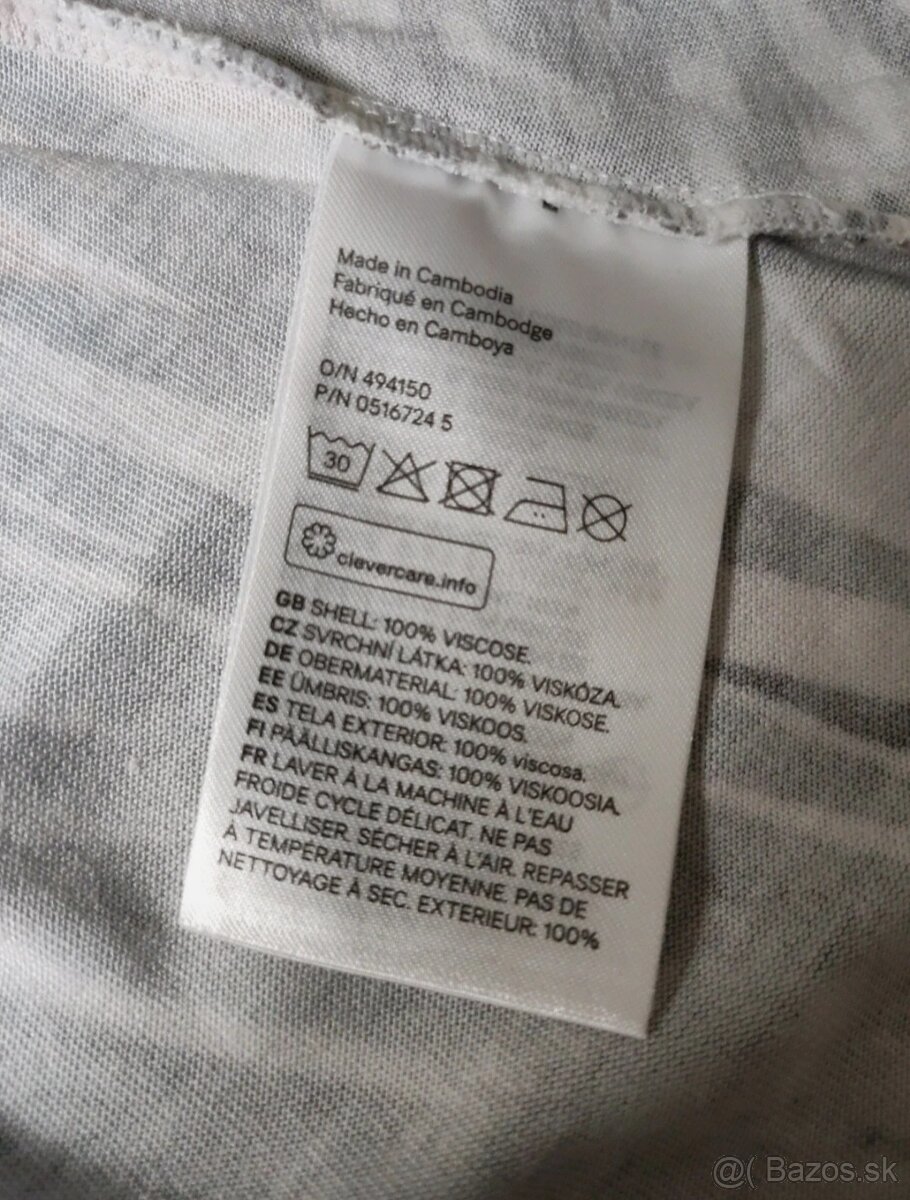 Made in Cambodia
Fabriqué en Cambodge
Hecho en Camboya
O/N 494150
P/N 0516724 5
30
clevercare.info
GB SHELL: 100% VISCOSE.
CZ SVRCHNÍ LÁTKA: 100% VISKÓZA.
DE OBERMATERIAL: 100% VISKOSE.
EE ÜMBRIS: 100% VISKOOS.
ES TELA EXTERIOR: 100% viscosa.
FI PÄÄLLISKANGAS: 100% VISKOOSIA.
FR LAVER À LA MACHINE À L'EAU
FROIDE CYCLE DÉLICAT. NE PAS
JAVELLISER. SÉCHER À L'AIR. REPASSER
À TEMPÉRATURE MOYENNE. PAS DE
NETTOYAGE À SEC. EXTERIEUR: 100%
@( Bazos.sk